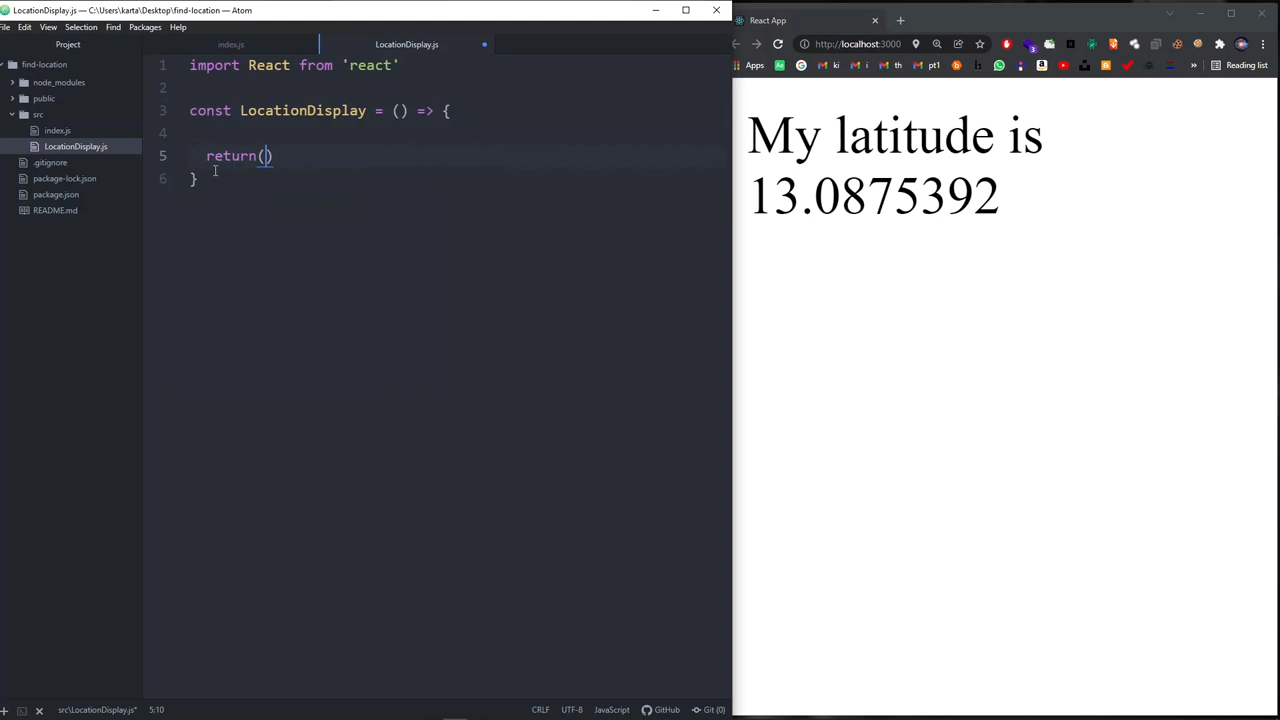 LocationDisplay.js — C:\Users\karta\Desktop\find-location — Atom
File Edit View Selection Find Packages Help
Project
find-location
node_modules
public
src
index.js
LocationDisplay.js
.gitignore
package-lock.json
package.json
README.md
index.js
LocationDisplay.js
1 import React from 'react'
2
3 const LocationDisplay = () => {
4
5 return()
6 }
src\LocationDisplay.js* 5:10
CRLF UTF-8 JavaScript GitHub Git (0)
React App
http://localhost:3000
Apps ki i th pt1 Reading list
My latitude is
13.0875392